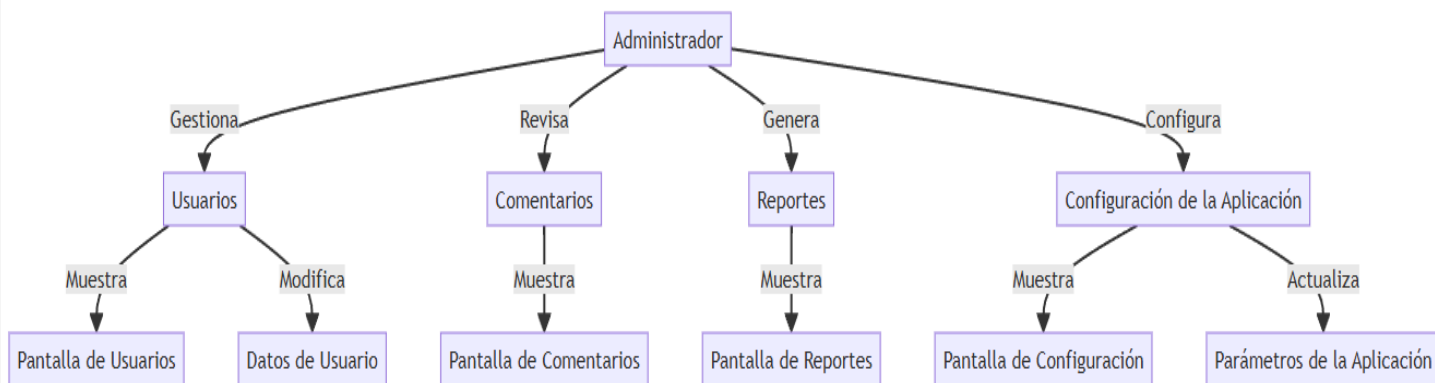 Administrador
Gestiona
Revisa
Genera
Configura
Usuarios
Comentarios
Reportes
Configuración de la Aplicación
Muestra
Modifica
Muestra
Muestra
Muestra
Actualiza
Pantalla de Usuarios
Datos de Usuario
Pantalla de Comentarios
Pantalla de Reportes
Pantalla de Configuración
Parámetros de la Aplicación